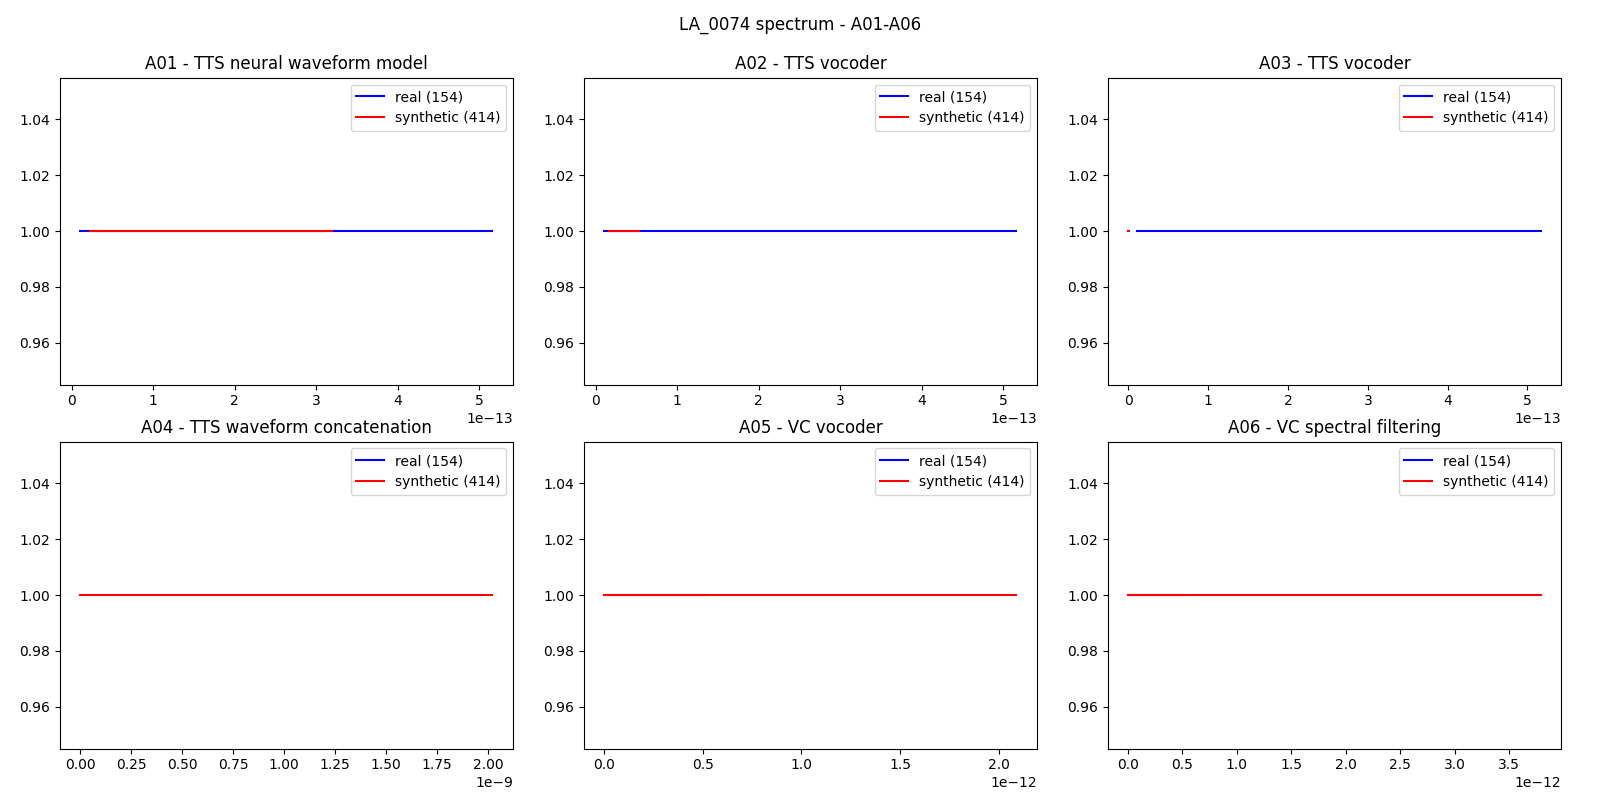 LA_0074 spectrum - A01-A06
A01 - TTS neural waveform model
real (154)
synthetic (414)
1.04
1.02
1.00
0.98
0.96
0 1 2 3 4 5
1e−13
A02 - TTS vocoder
real (154)
synthetic (414)
1.04
1.02
1.00
0.98
0.96
0 1 2 3 4 5
1e−13
A03 - TTS vocoder
real (154)
synthetic (414)
1.04
1.02
1.00
0.98
0.96
0 1 2 3 4 5
1e−13
A04 - TTS waveform concatenation
real (154)
synthetic (414)
1.04
1.02
1.00
0.98
0.96
0.00 0.25 0.50 0.75 1.00 1.25 1.50 1.75 2.00
1e−9
A05 - VC vocoder
real (154)
synthetic (414)
1.04
1.02
1.00
0.98
0.96
0.0 0.5 1.0 1.5 2.0
1e−12
A06 - VC spectral filtering
real (154)
synthetic (414)
1.04
1.02
1.00
0.98
0.96
0.0 0.5 1.0 1.5 2.0 2.5 3.0 3.5
1e−12